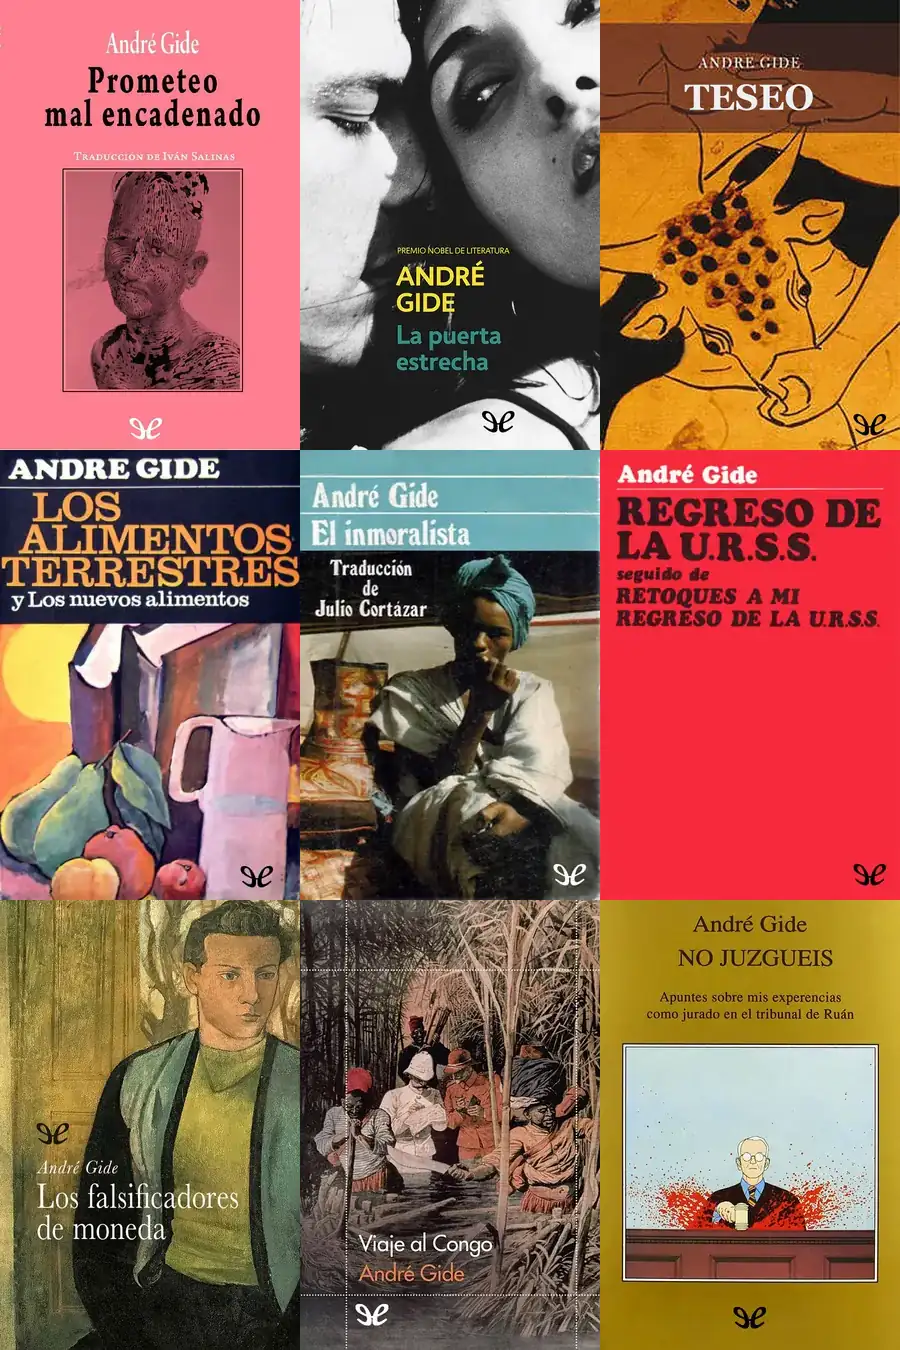 André Gide
Prometeo
mal encadenado
TRADUCCIÓN DE IVÁN SALINAS
PREMIO NOBEL DE LITERATURA
ANDRÉ
GIDE
La puerta
estrecha
ANDRE GIDE
TESEO
ANDRE GIDE
LOS
ALIMENTOS
TERRESTRES
y Los nuevos alimentos
André Gide
El inmoralista
Traducción
de
Julio Cortázar
André Gide
REGRESO DE
LA U.R.S.S.
seguido de
RETOQUES A MI
REGRESO DE LA U.R.S.S.
André Gide
Los falsificadores
de moneda
Viaje al Congo
André Gide
André Gide
NO JUZGUEIS
Apuntes sobre mis experencias
como jurado en el tribunal de Ruán